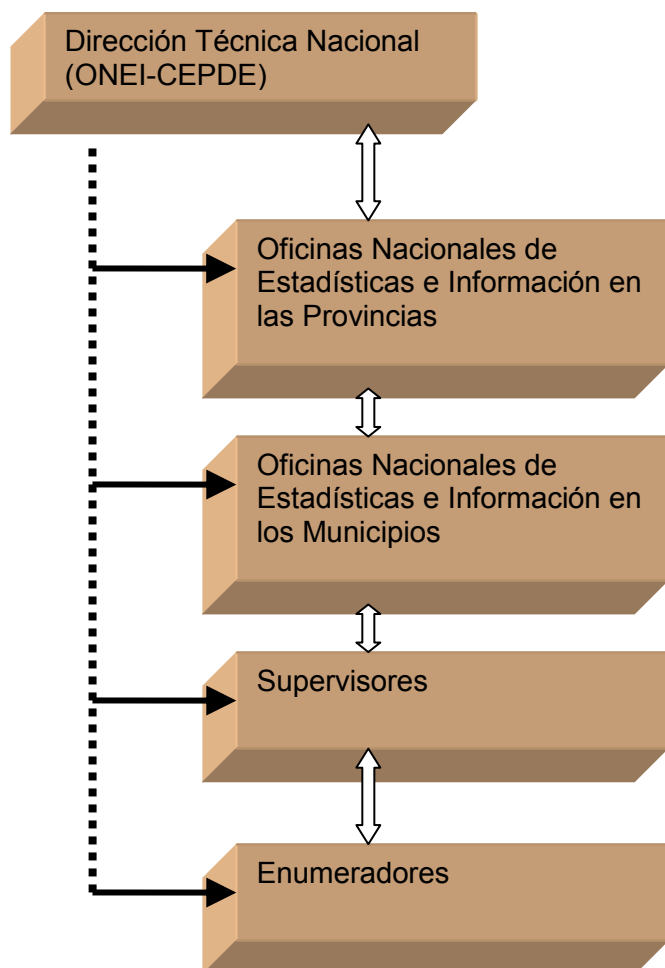 Dirección Técnica Nacional
(ONEI-CEPDE)
Oficinas Nacionales de
Estadísticas e Información en
las Provincias
Oficinas Nacionales de
Estadísticas e Información en
los Municipios
Supervisores
Enumeradores